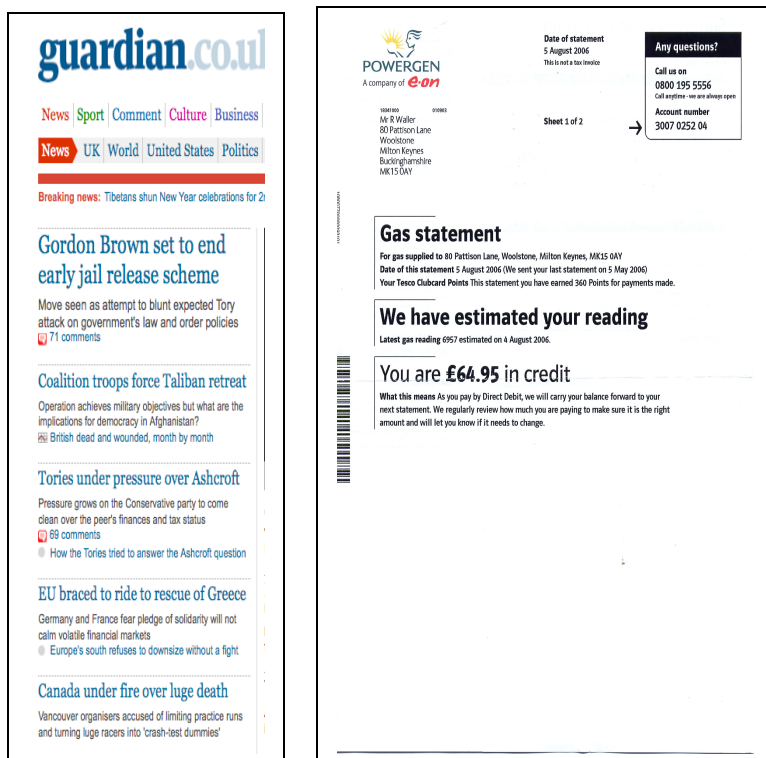 guardian.co.uk
News Sport Comment Culture Business
News UK World United States Politics
Breaking news: Tibetans shun New Year celebrations for
Gordon Brown set to end
early jail release scheme
Move seen as attempt to blunt expected Tory
attack on government's law and order policies
71 comments
Coalition troops force Taliban retreat
Operation achieves military objectives but what are the
implications for democracy in Afghanistan?
British dead and wounded, month by month
Tories under pressure over Ashcroft
Pressure grows on the Conservative party to come
clean over the peer's finances and tax status
69 comments
How the Tories tried to answer the Ashcroft question
EU braced to ride to rescue of Greece
Germany and France fear pledge of solidarity will not
calm volatile financial markets
Europe's south refuses to downsize without a fight
Canada under fire over luge death
Vancouver organisers accused of limiting practice runs
and turning luge racers into 'crash-test dummies'
POWERGEN
A company of e·on
Date of statement
5 August 2006
This is not a tax invoice
Any questions?
Call us on
0800 195 5556
Call anytime - we are always open
Account number
3007 0252 04
Mr R Waller
80 Pattison Lane
Woolstone
Milton Keynes
Buckinghamshire
MK15 0AY
Sheet 1 of 2
Gas statement
For gas supplied to 80 Pattison Lane, Woolstone, Milton Keynes, MK15 0AY
Date of this statement 5 August 2006 (We sent your last statement on 5 May 2006)
Your Tesco Clubcard Points This statement you have earned 360 Points for payments made.
We have estimated your reading
Latest gas reading 6957 estimated on 4 August 2006.
You are £64.95 in credit
What this means As you pay by Direct Debit, we will carry your balance forward to your
next statement. We regularly review how much you are paying to make sure it is the right
amount and will let you know if it needs to change.